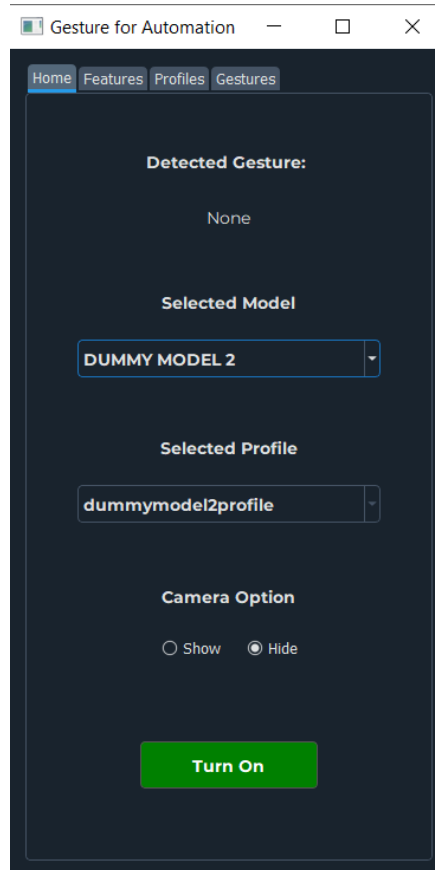 Gesture for Automation
Home Features Profiles Gestures
Detected Gesture:
None
Selected Model
DUMMY MODEL 2
Selected Profile
dummymodel2profile
Camera Option
Show Hide
Turn On